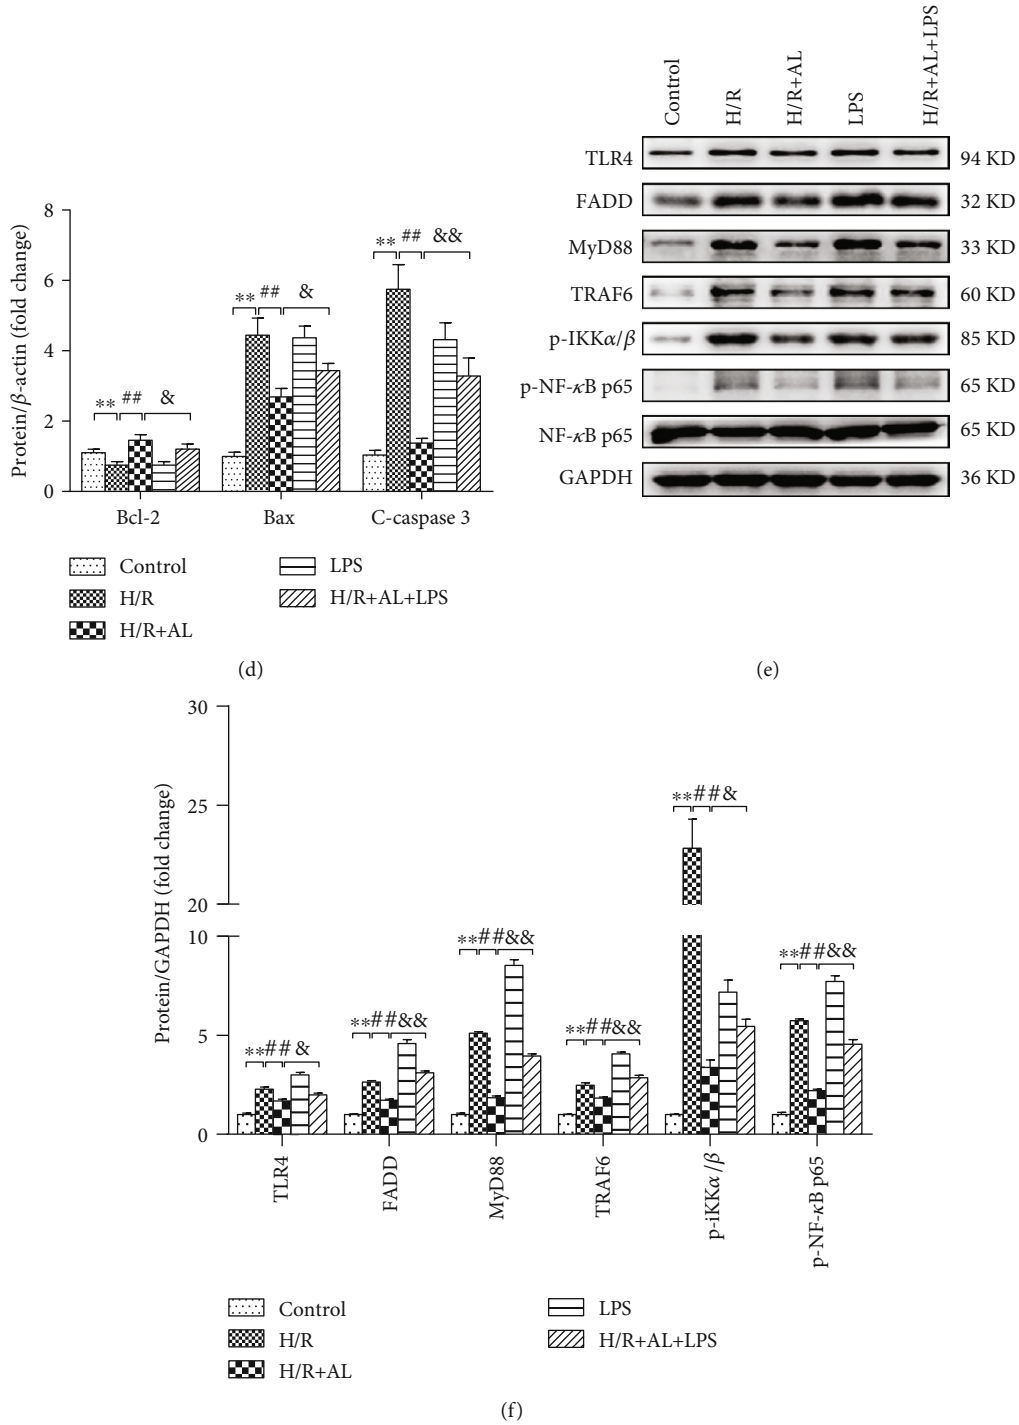 8
6
4
2
0
Protein/β-actin (fold change)
** ## &
** ## &
** ## &&
Bcl-2 Bax C-caspase 3
Control LPS
H/R H/R+AL+LPS
H/R+AL
(d)
Control H/R H/R+AL LPS H/R+AL+LPS
TLR4 94 KD
FADD 32 KD
MyD88 33 KD
TRAF6 60 KD
p-IKKα/β 85 KD
p-NF-κB p65 65 KD
NF-κB p65 65 KD
GAPDH 36 KD
(e)
30
25
20
10
5
0
Protein/GAPDH (fold change)
**## &
**##&&
**##&&
**##&&
**##&
**##&&
TLR4 FADD MyD88 TRAF6 p-iKKα/β p-NF-κB p65
Control LPS
H/R H/R+AL+LPS
H/R+AL
(f)